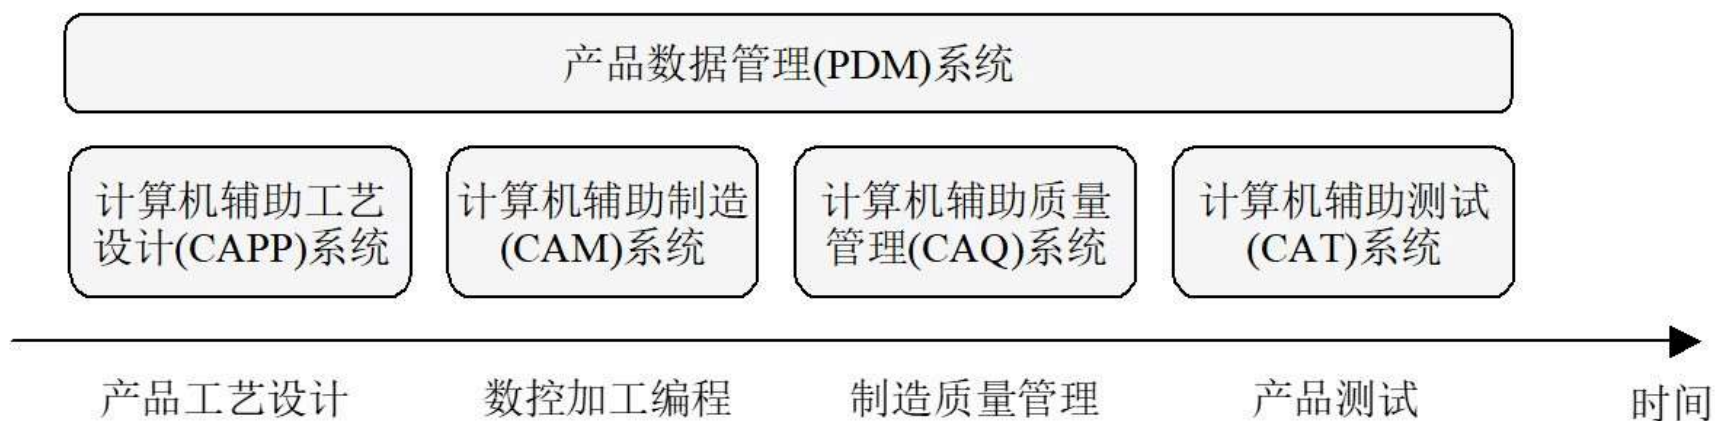 产品数据管理(PDM)系统
计算机辅助工艺
设计(CAPP)系统
计算机辅助制造
(CAM)系统
计算机辅助质量
管理(CAQ)系统
计算机辅助测试
(CAT)系统
产品工艺设计
数控加工编程
制造质量管理
产品测试
时间